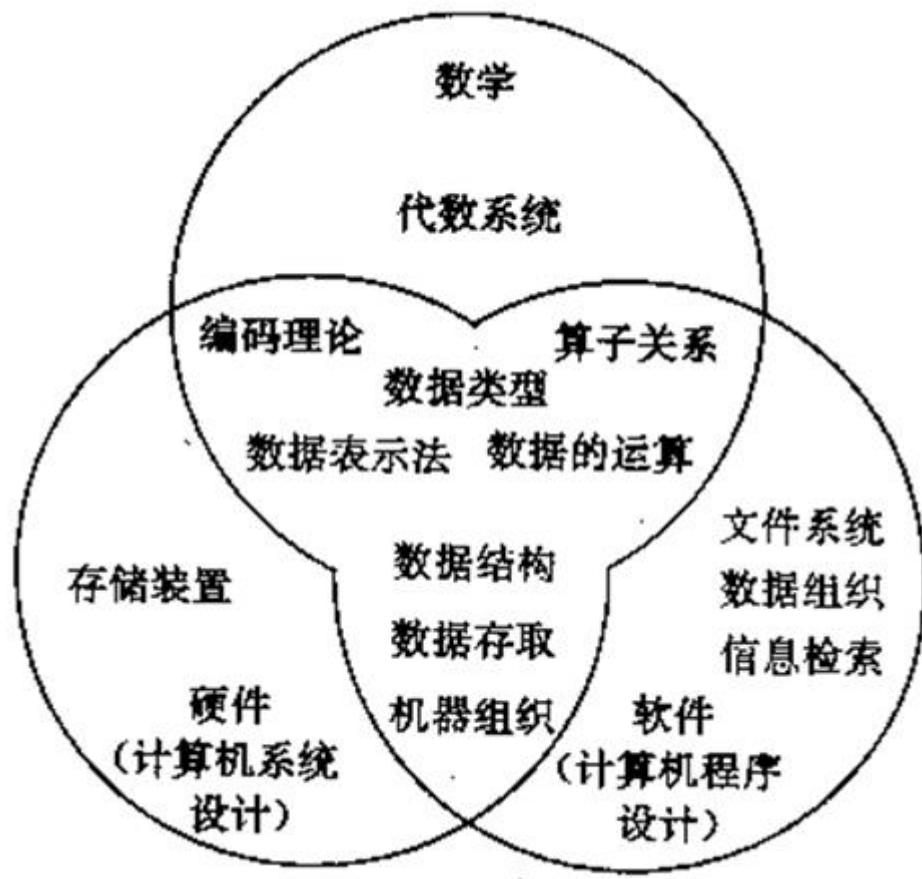 数学
代数系统
编码理论
算子关系
数据类型
数据表示法
数据的运算
文件系统
数据组织
信息检索
存储装置
数据结构
数据存取
机器组织
硬件
(计算机系统
设计)
软件
(计算机程序
设计)